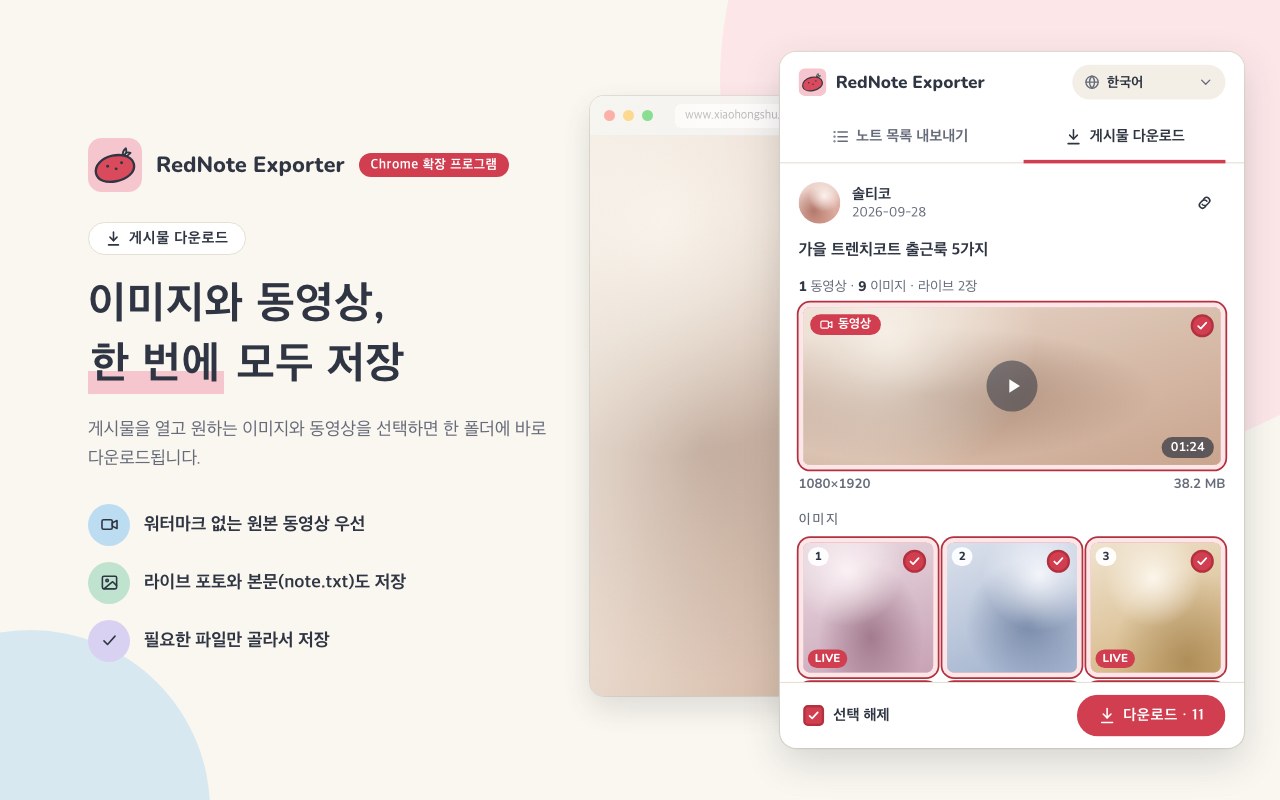 RedNote Exporter
Chrome 확장 프로그램
게시물 다운로드
이미지와 동영상,
한 번에 모두 저장
게시물을 열고 원하는 이미지와 동영상을 선택하면 한 폴더에 바로
다운로드됩니다.
워터마크 없는 원본 동영상 우선
라이브 포토와 본문(note.txt)도 저장
필요한 파일만 골라서 저장
www.xiaohongshu.
RedNote Exporter
한국어
노트 목록 내보내기
게시물 다운로드
솔티코
2026-09-28
가을 트렌치코트 출근룩 5가지
1 동영상 · 9 이미지 · 라이브 2장
동영상
01:24
1080×1920
38.2 MB
이미지
1
2
3
LIVE
LIVE
선택 해제
다운로드 · 11